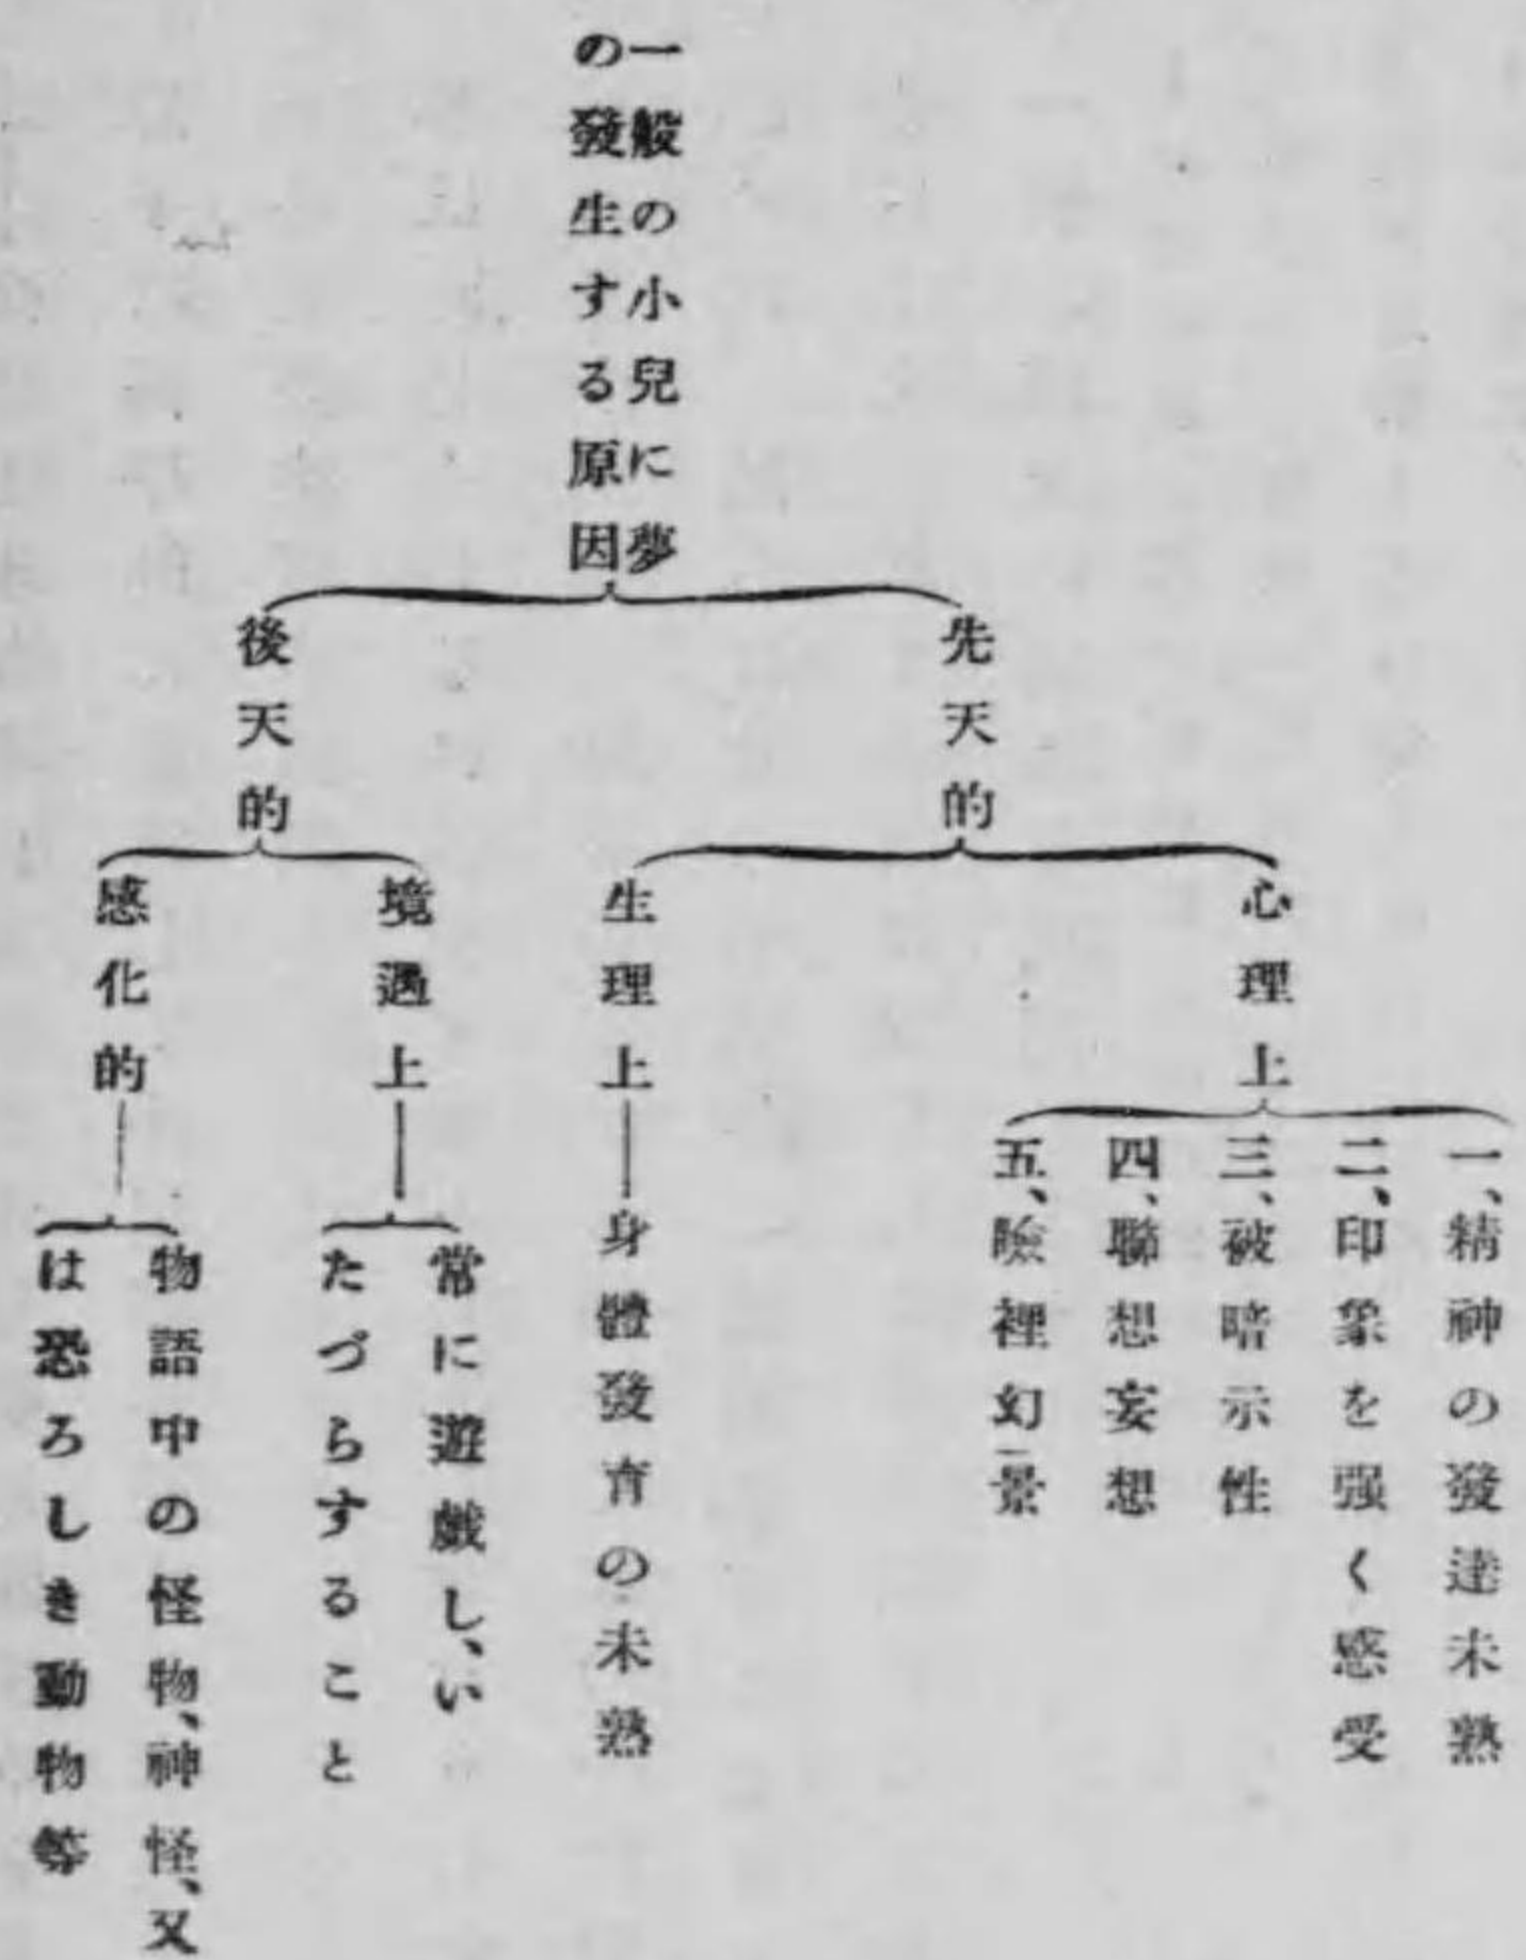 一般の小兒に夢
の發生する原因
先天的
心理上
一、精神の發達未熟
二、印象を强く感受
三、被暗示性
四、聯想妄想
五、瞼裡幻景
生理上
身體發育の未熟
後天的
境遇上
常に遊戲し、い
たづらすること
感化的
物語中の怪物、神怪、又
は恐ろしき動物等